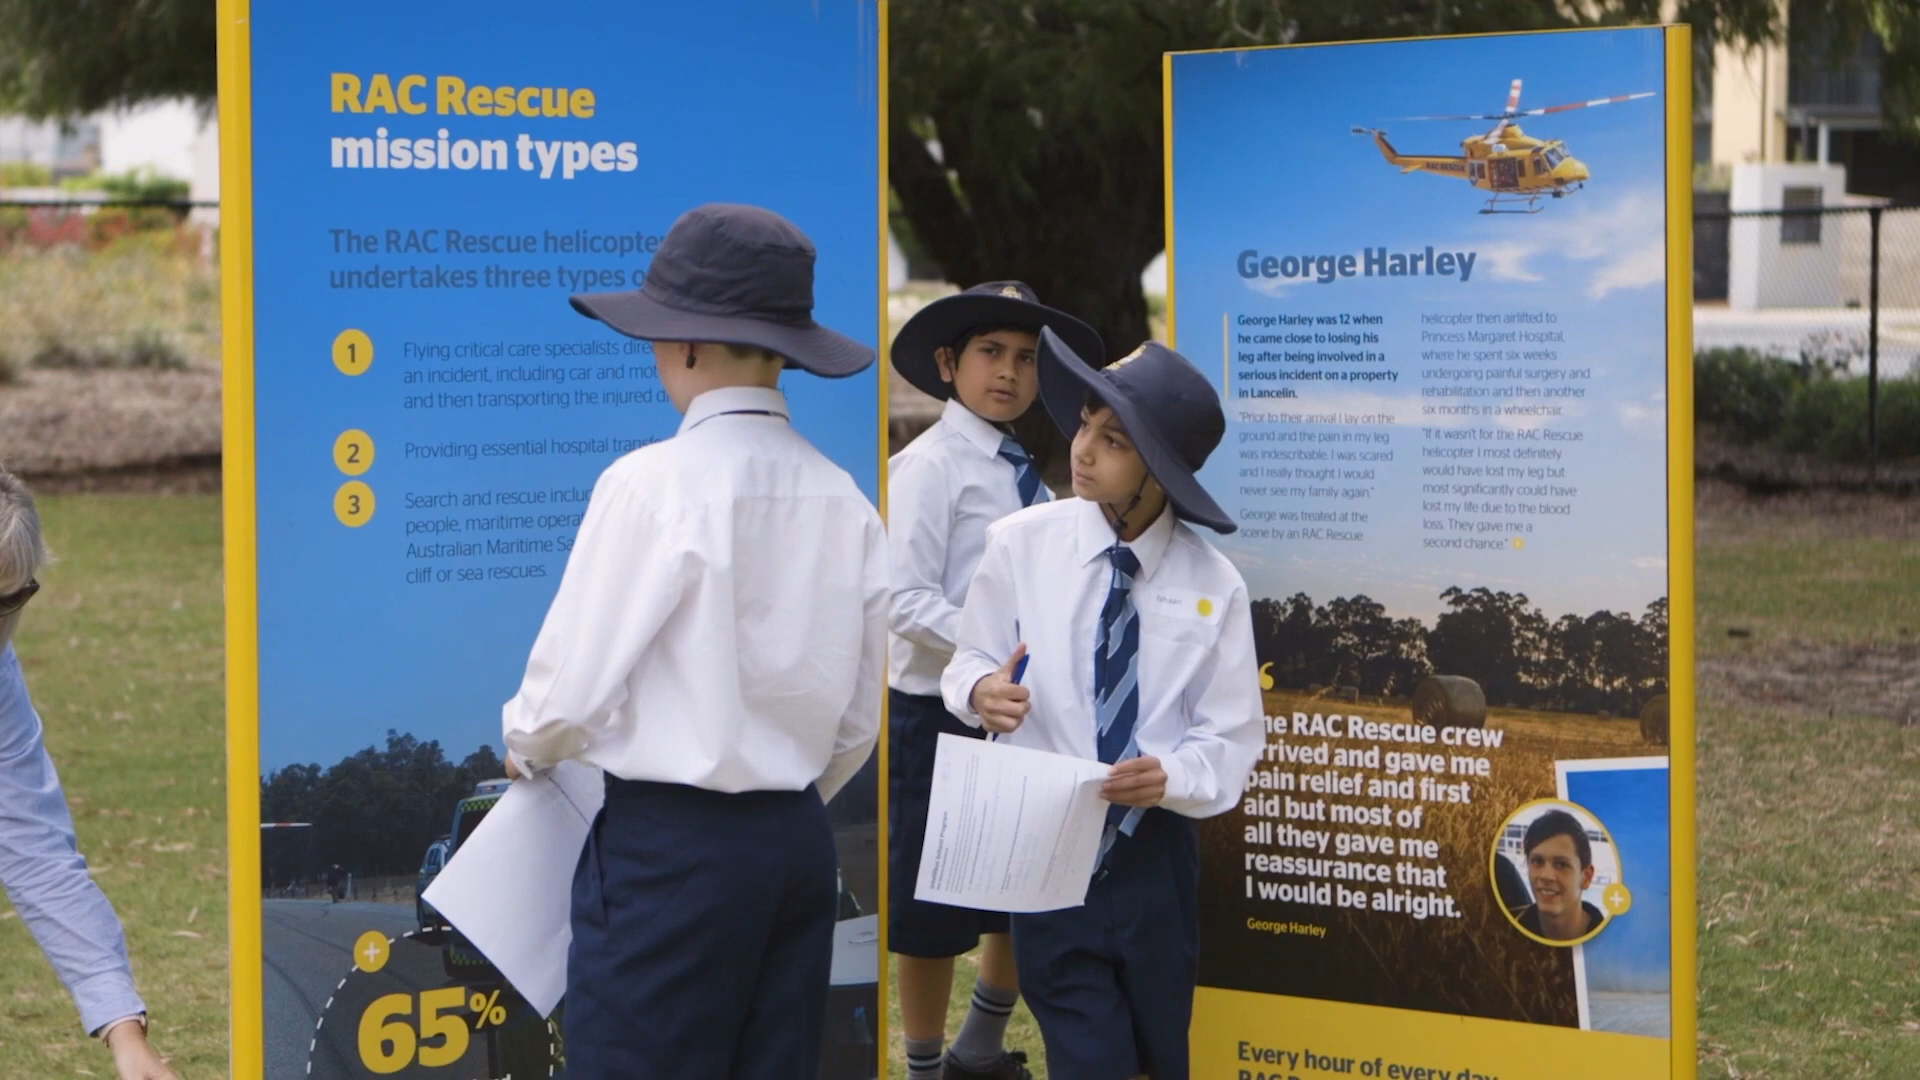 RAC Rescue
mission types
The RAC Rescue
undertakes three types
1
Flying critical care specialists
an incident, including car and
and then transporting the injured
2
Providing essential hospital
3
Search and rescue
people, maritime
Australian Maritime
cliff or sea rescues.
65%
RAC RESCUE
George Harley
George Harley was 12 when
he came close to losing his
leg after being involved in a
serious incident on a property
in Lancelin.
"Prior to their arrival I lay on the
ground and the pain in my leg
was indescribable. I was scared
and I really thought I would
never see my family again."
George was treated at the
scene by an RAC Rescue
helicopter then airlifted to
Princess Margaret Hospital,
where he spent six weeks
undergoing painful surgery and
rehabilitation and then another
six months in a wheelchair.
"If it wasn't for the RAC Rescue
helicopter I most definitely
would have lost my leg but
most significantly could have
lost my life due to the blood
loss. They gave me a
second chance."
RAC Rescue crew
and gave me
pain relief and first
aid but most of
all they gave me
reassurance that
I would be alright.
George Harley
Every hour of every day